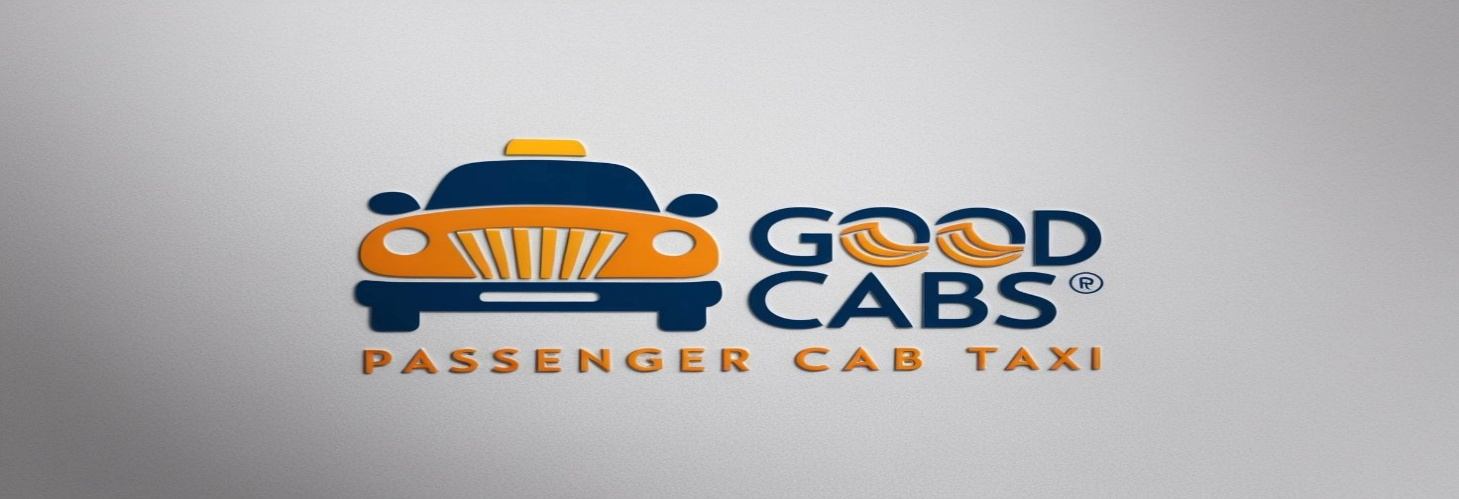 GOOD
CABS®
PASSENGER CAB TAXI